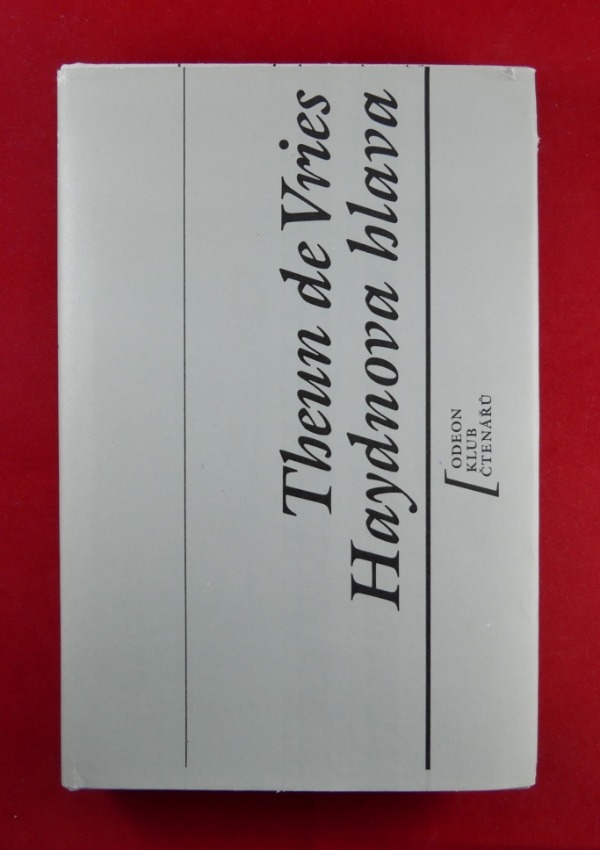 Theun de Vries
Haydnova hlava
ODEON
KLUB
ČTENÁŘŮ